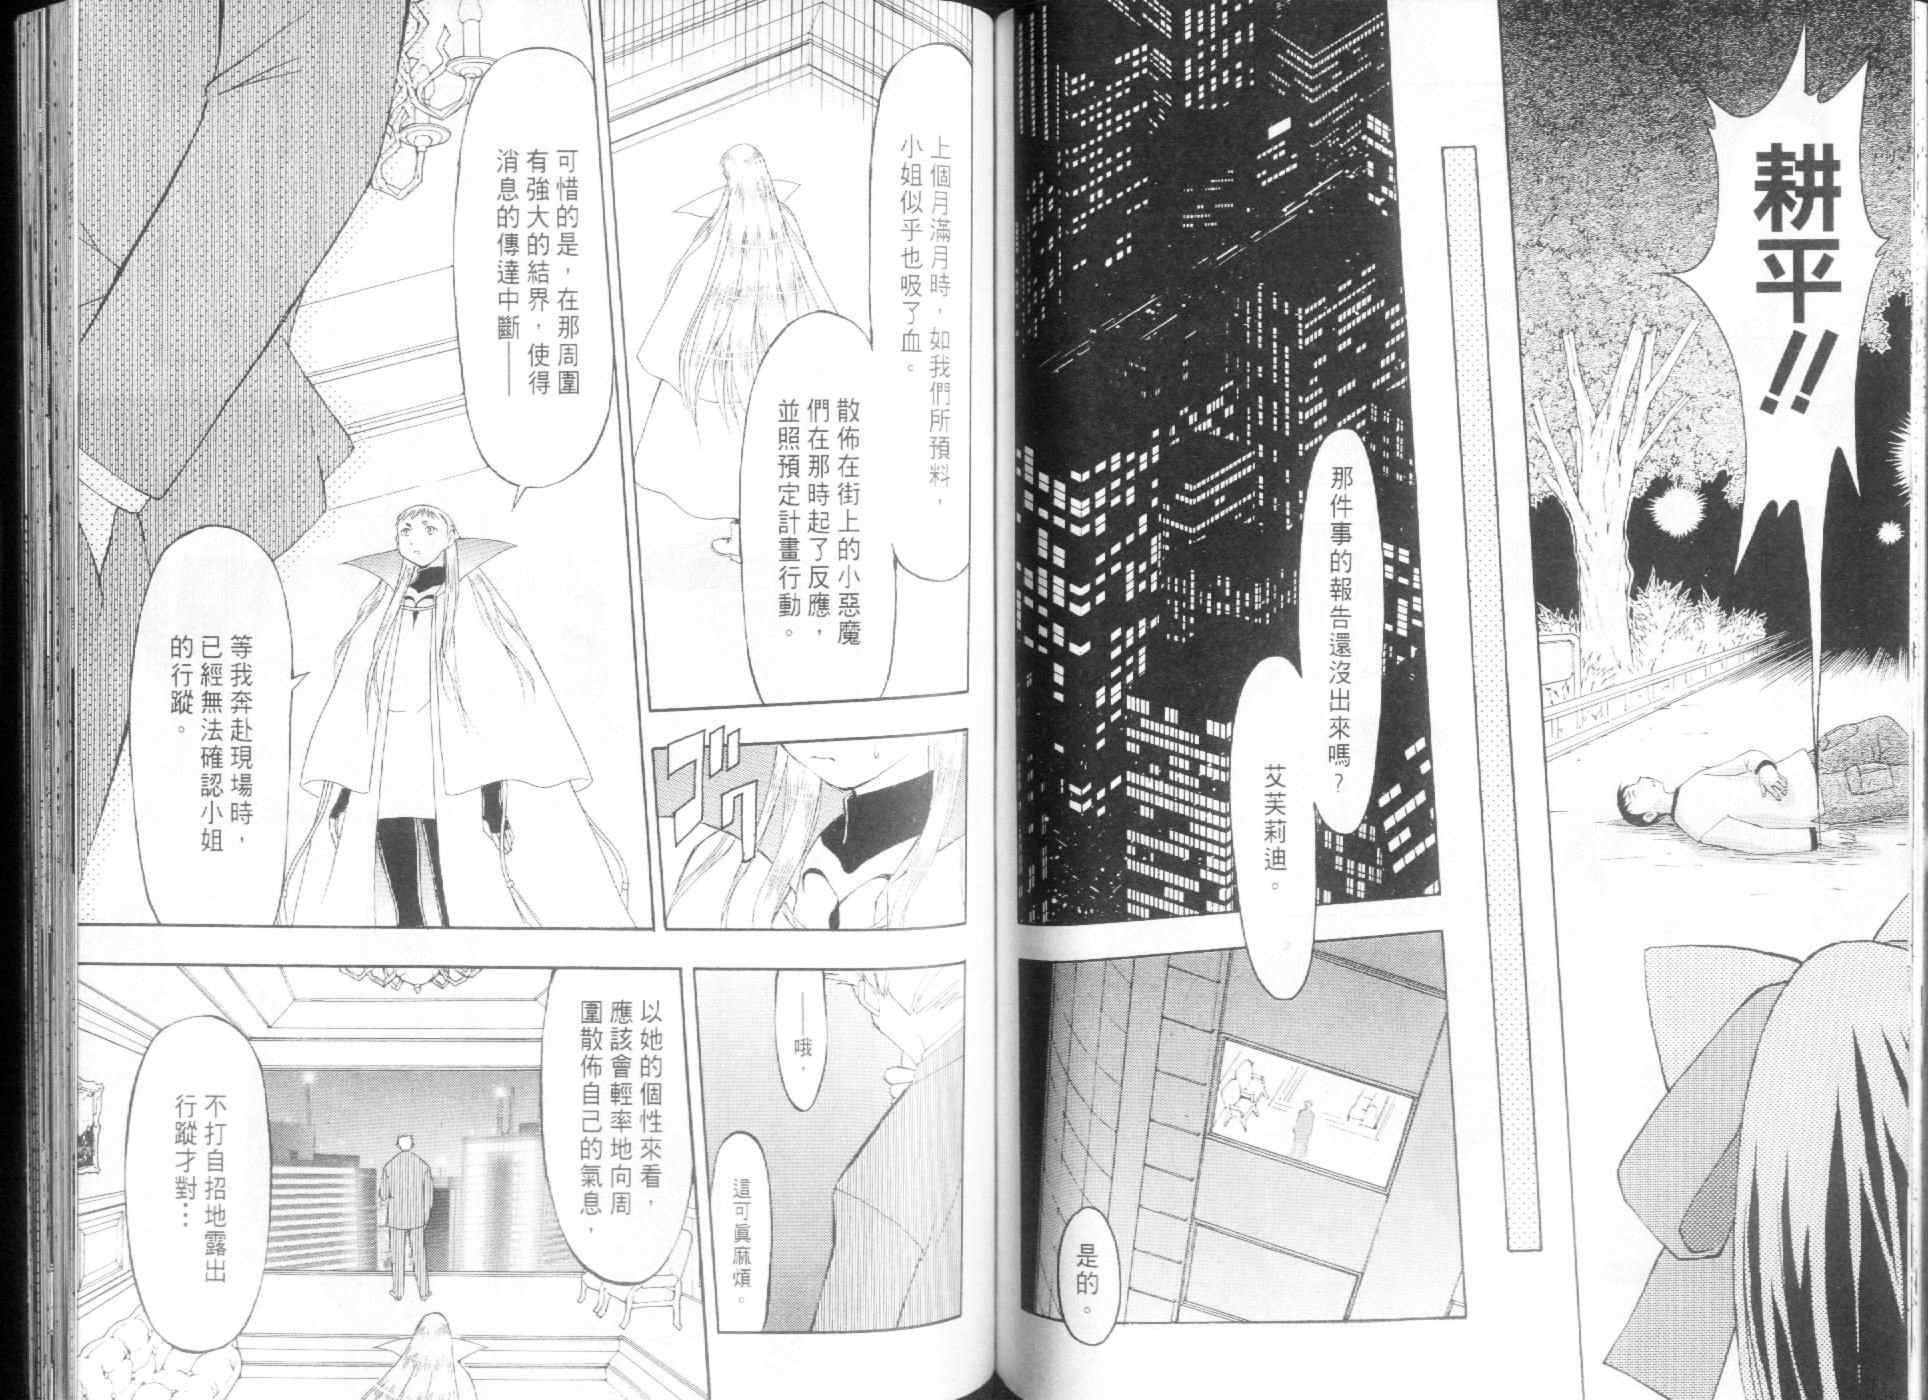 耕平!!
那件事的報告還沒出來嗎？
艾芙莉迪。
是的。
上個月滿月時，如我們所預料，
小姐似乎也吸了血。
散佈在街上的小惡魔
們在那時起了反應，
並照預定計畫行動。
可惜的是，在那周圍
有強大的結界，使得
消息的傳達中斷——
等我奔赴現場時，
已經無法確認小姐
的行蹤。
ゴク
——哦，
這可真麻煩。
以她的個性來看，
應該會輕率地向周
圍散佈自己的氣息，
不打自招地露出
行蹤才對…